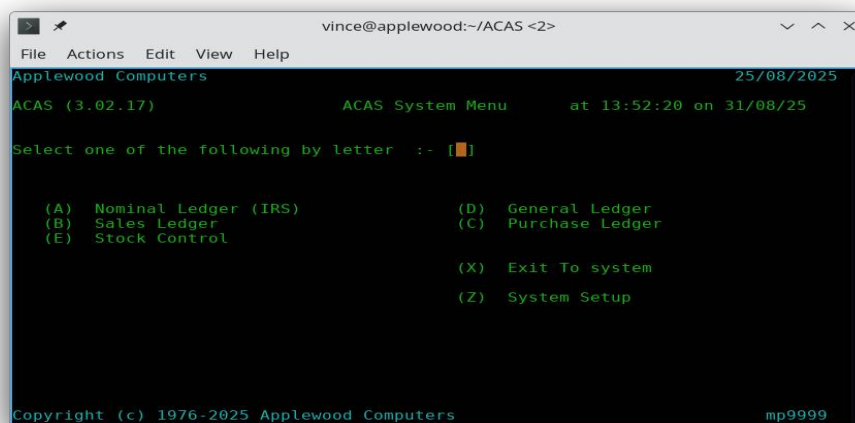 vince@applewood:~/ACAS <2>
File Actions Edit View Help
Applewood Computers 25/08/2025
ACAS (3.02.17) ACAS System Menu at 13:52:20 on 31/08/25
Select one of the following by letter :- [ ]
(A) Nominal Ledger (IRS) (D) General Ledger
(B) Sales Ledger (C) Purchase Ledger
(E) Stock Control
(X) Exit To system
(Z) System Setup
Copyright (c) 1976-2025 Applewood Computers mp9999